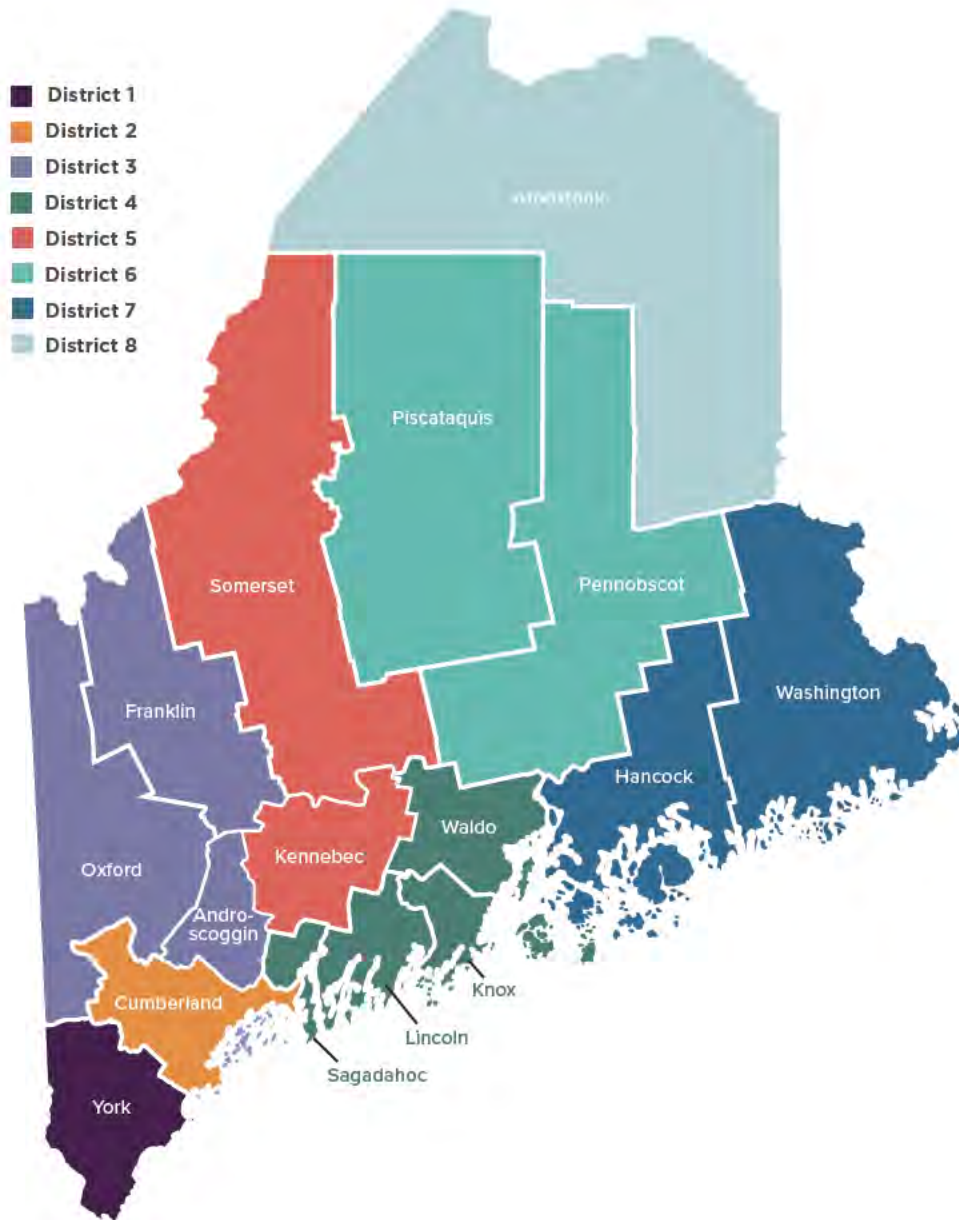 District 1
District 2
District 3
District 4
District 5
District 6
District 7
District 8
Piscataquis
Somerset
Pennobscot
Franklin
Washington
Hancock
Waldo
Kennebec
Oxford
Andro-
scoggin
Knox
Cumberland
Lincoln
Sagadahoc
York